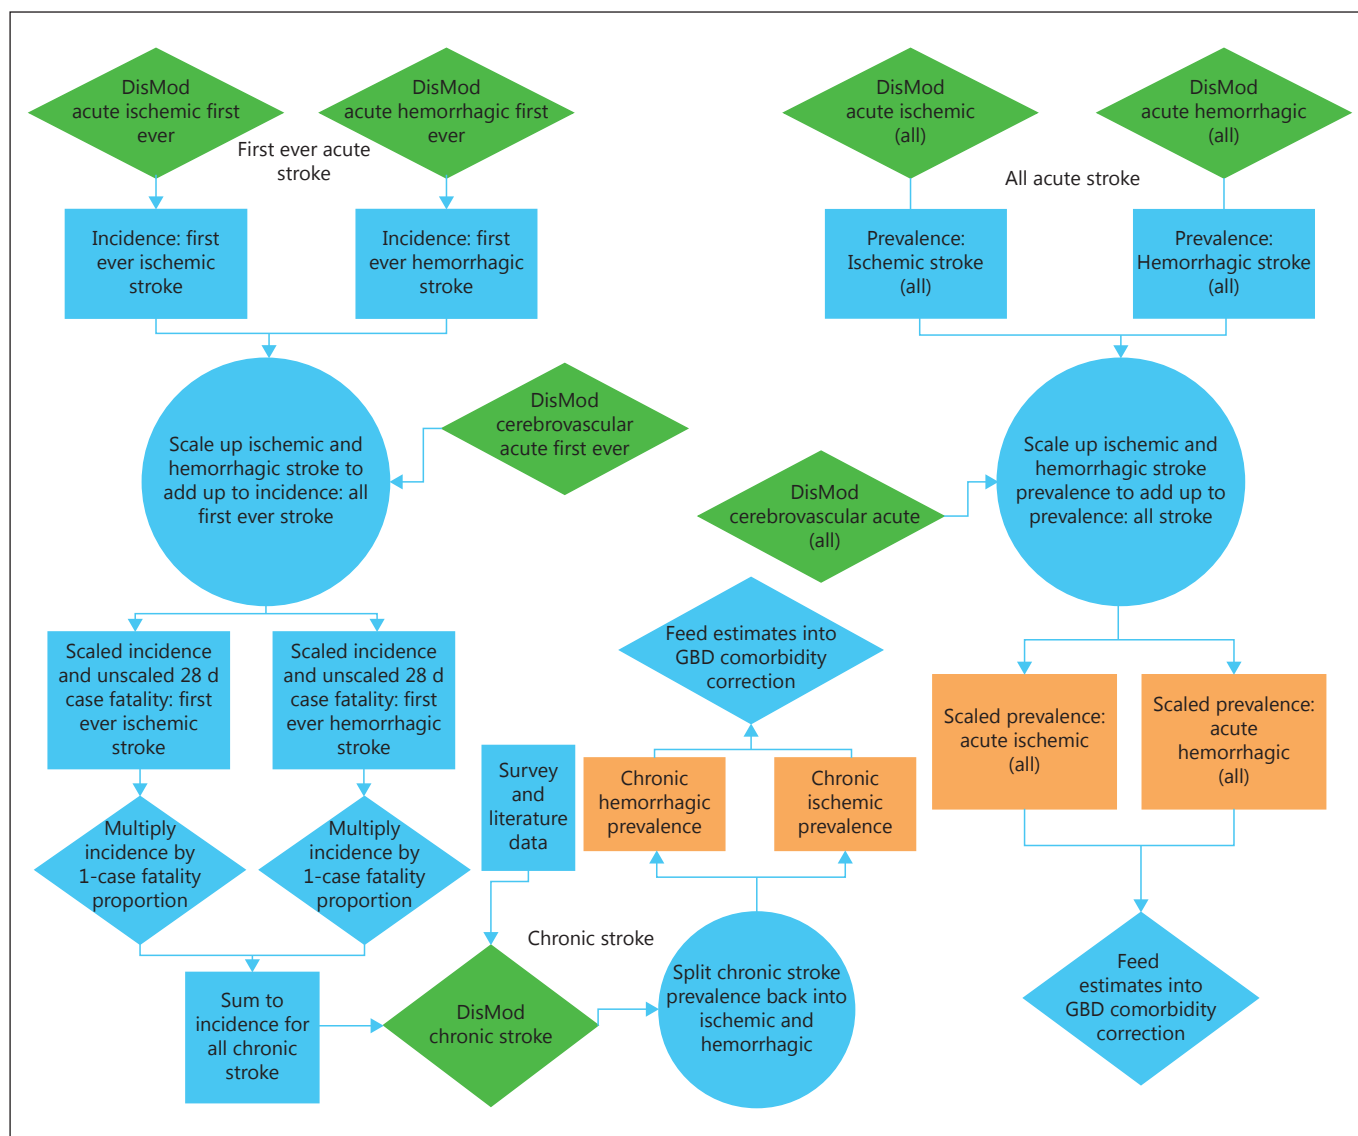 DisMod
acute ischemic first
ever
DisMod
acute hemorrhagic first
ever
First ever acute
stroke
Incidence: first
ever ischemic
stroke
Incidence: first
ever hemorrhagic
stroke
Scale up ischemic and
hemorrhagic stroke to
add up to incidence: all
first ever stroke
DisMod
cerebrovascular
acute first ever
Scaled incidence
and unscaled 28 d
case fatality: first
ever ischemic
stroke
Scaled incidence
and unscaled 28 d
case fatality: first
ever hemorrhagic
stroke
Multiply
incidence by
1-case fatality
proportion
Multiply
incidence by
1-case fatality
proportion
Sum to
incidence for
all chronic
stroke
Survey
and
literature
data
Chronic stroke
DisMod
chronic stroke
Split chronic stroke
prevalence back into
ischemic and
hemorrhagic
Chronic
hemorrhagic
prevalence
Chronic
ischemic
prevalence
Feed estimates into
GBD comorbidity
correction
DisMod
acute ischemic
(all)
DisMod
acute hemorrhagic
(all)
All acute stroke
Prevalence:
Ischemic stroke
(all)
Prevalence:
Hemorrhagic stroke
(all)
DisMod
cerebrovascular acute
(all)
Scale up ischemic and
hemorrhagic stroke
prevalence to add up to
prevalence: all stroke
Scaled prevalence:
acute ischemic
(all)
Scaled prevalence:
acute
hemorrhagic
(all)
Feed
estimates into
GBD comorbidity
correction